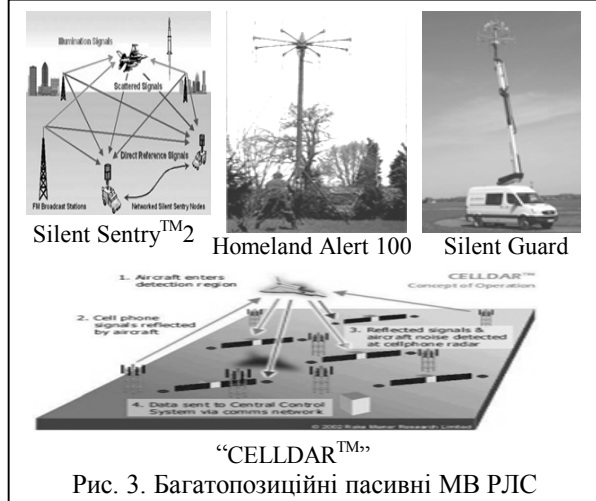 Illumination Signals
Scattered Signals
Direct Reference Signals
FM Broadcast Stations
Networked Silent Sentry Nodes
Silent Sentry™2
Homeland Alert 100
Silent Guard
CELLDAR™
Concept of Operation
1. Aircraft enters
detection region
2. Cell phone
signals reflected
by aircraft
3. Reflected signals &
aircraft noise detected
at cellphone radar
4. Data sent to Central Control
System via comms network
© 2002 Roke Manor Research Limited
“CELLDAR™”
Рис. 3. Багатопозиційні пасивні МВ РЛС